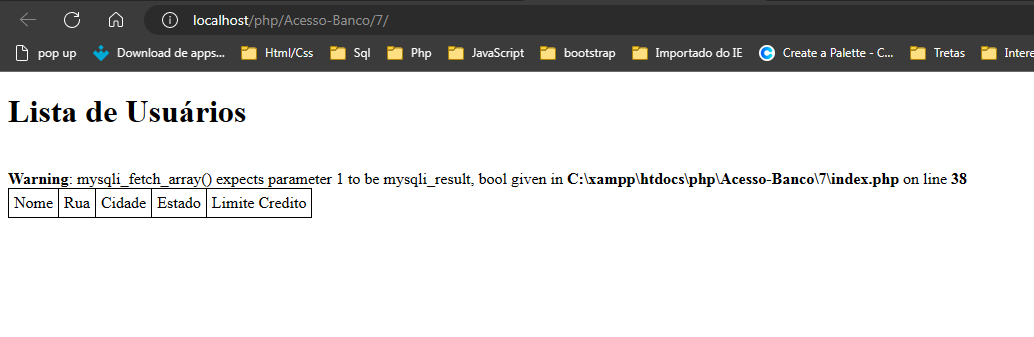 localhost/php/Acesso-Banco/7/
pop up Download de apps... Html/Css Sql Php JavaScript bootstrap Importado do IE Create a Palette - C... Tretas Intere
Lista de Usuários
Warning: mysqli_fetch_array() expects parameter 1 to be mysqli_result, bool given in C:\xampp\htdocs\php\Acesso-Banco\7\index.php on line 38
Nome Rua Cidade Estado Limite Credito